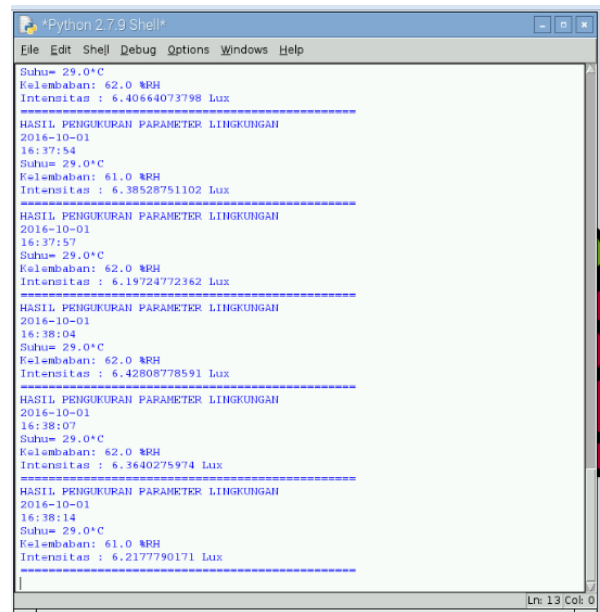 *Python 2.7.9 Shell*
File Edit Shell Debug Options Windows Help
Suhu= 29.0*C
Kelembaban: 62.0 %RH
Intensitas : 6.40664073798 Lux
================================================
HASIL PENGUKURAN PARAMETER LINGKUNGAN
2016-10-01
16:37:54
Suhu= 29.0*C
Kelembaban: 61.0 %RH
Intensitas : 6.38528751102 Lux
================================================
HASIL PENGUKURAN PARAMETER LINGKUNGAN
2016-10-01
16:37:57
Suhu= 29.0*C
Kelembaban: 62.0 %RH
Intensitas : 6.19724772362 Lux
================================================
HASIL PENGUKURAN PARAMETER LINGKUNGAN
2016-10-01
16:38:04
Suhu= 29.0*C
Kelembaban: 62.0 %RH
Intensitas : 6.42808778591 Lux
================================================
HASIL PENGUKURAN PARAMETER LINGKUNGAN
2016-10-01
16:38:07
Suhu= 29.0*C
Kelembaban: 62.0 %RH
Intensitas : 6.3640275974 Lux
================================================
HASIL PENGUKURAN PARAMETER LINGKUNGAN
2016-10-01
16:38:14
Suhu= 29.0*C
Kelembaban: 61.0 %RH
Intensitas : 6.2177790171 Lux
================================================
Ln: 13 Col: 0